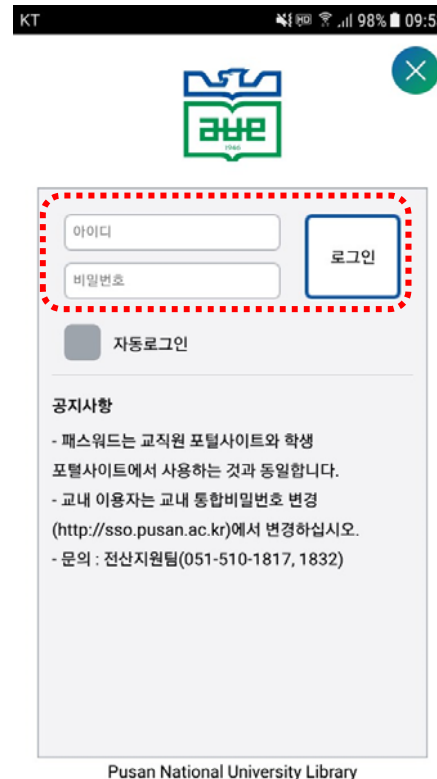 KT
98% 09:5
1946
아이디
로그인
비밀번호
자동로그인
공지사항
- 패스워드는 교직원 포털사이트와 학생
포털사이트에서 사용하는 것과 동일합니다.
- 교내 이용자는 교내 통합비밀번호 변경
(http://sso.pusan.ac.kr)에서 변경하십시오.
- 문의 : 전산지원팀(051-510-1817, 1832)
Pusan National University Library